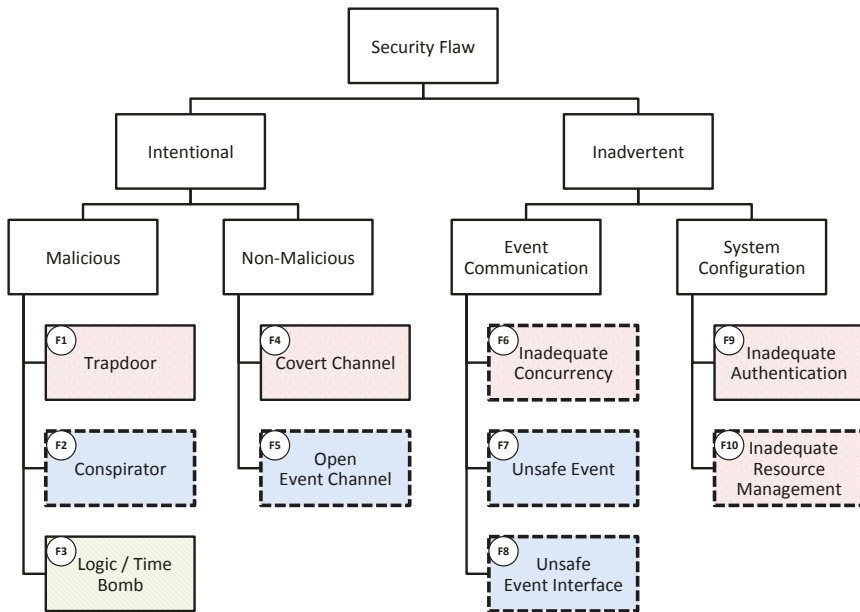 Security Flaw
Intentional
Inadvertent
Malicious
Non-Malicious
Event
Communication
System
Configuration
F1
Trapdoor
F4
Covert Channel
F6
Inadequate
Concurrency
F9
Inadequate
Authentication
F2
Conspirator
F5
Open
Event Channel
F7
Unsafe Event
F10
Inadequate
Resource
Management
F3
Logic / Time
Bomb
F8
Unsafe
Event Interface